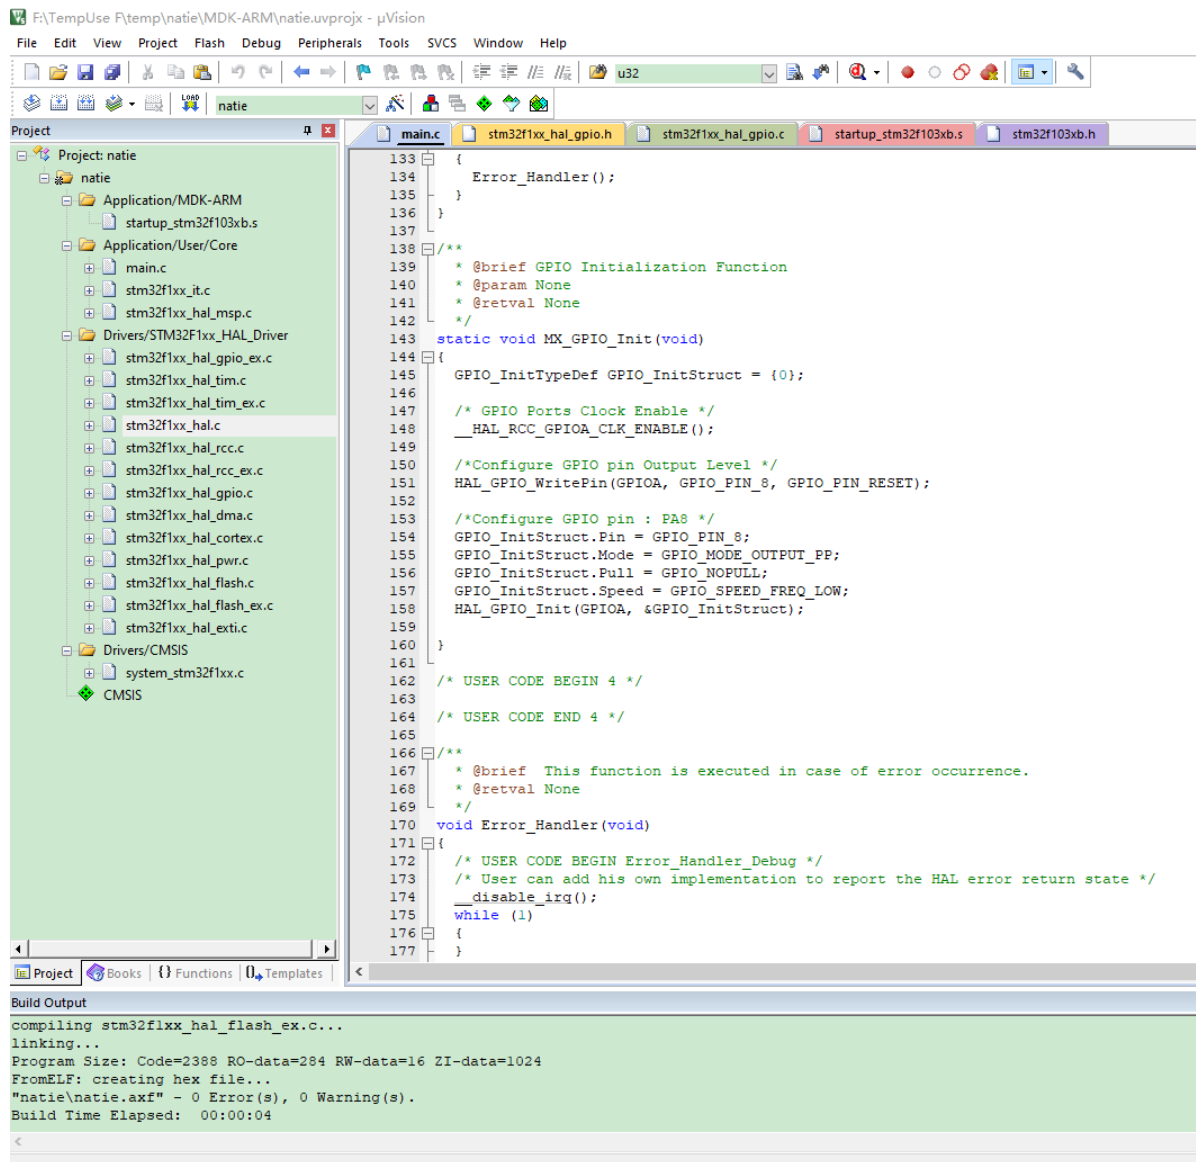 F:\TempUse F\temp\natie\MDK-ARM\natie.uvprojx - µVision
File Edit View Project Flash Debug Peripherals Tools SVCS Window Help
u32
LOAD
natie
Project
Project: natie
natie
Application/MDK-ARM
startup_stm32f103xb.s
Application/User/Core
main.c
stm32f1xx_it.c
stm32f1xx_hal_msp.c
Drivers/STM32F1xx_HAL_Driver
stm32f1xx_hal_gpio_ex.c
stm32f1xx_hal_tim.c
stm32f1xx_hal_tim_ex.c
stm32f1xx_hal.c
stm32f1xx_hal_rcc.c
stm32f1xx_hal_rcc_ex.c
stm32f1xx_hal_gpio.c
stm32f1xx_hal_dma.c
stm32f1xx_hal_cortex.c
stm32f1xx_hal_pwr.c
stm32f1xx_hal_flash.c
stm32f1xx_hal_flash_ex.c
stm32f1xx_hal_exti.c
Drivers/CMSIS
system_stm32f1xx.c
CMSIS
Project Books {} Functions 0 Templates
main.c stm32f1xx_hal_gpio.h stm32f1xx_hal_gpio.c startup_stm32f103xb.s stm32f103xb.h
133 {
134 Error_Handler();
135 }
136 }
137
138 /**
139 * @brief GPIO Initialization Function
140 * @param None
141 * @retval None
142 */
143 static void MX_GPIO_Init(void)
144 {
145 GPIO_InitTypeDef GPIO_InitStruct = {0};
146
147 /* GPIO Ports Clock Enable */
148 __HAL_RCC_GPIOA_CLK_ENABLE();
149
150 /*Configure GPIO pin Output Level */
151 HAL_GPIO_WritePin(GPIOA, GPIO_PIN_8, GPIO_PIN_RESET);
152
153 /*Configure GPIO pin : PA8 */
154 GPIO_InitStruct.Pin = GPIO_PIN_8;
155 GPIO_InitStruct.Mode = GPIO_MODE_OUTPUT_PP;
156 GPIO_InitStruct.Pull = GPIO_NOPULL;
157 GPIO_InitStruct.Speed = GPIO_SPEED_FREQ_LOW;
158 HAL_GPIO_Init(GPIOA, &GPIO_InitStruct);
159
160 }
161
162 /* USER CODE BEGIN 4 */
163
164 /* USER CODE END 4 */
165
166 /**
167 * @brief  This function is executed in case of error occurrence.
168 * @retval None
169 */
170 void Error_Handler(void)
171 {
172 /* USER CODE BEGIN Error_Handler_Debug */
173 /* User can add his own implementation to report the HAL error return state */
174 __disable_irq();
175 while (1)
176 {
177 }
Build Output
compiling stm32f1xx_hal_flash_ex.c...
linking...
Program Size: Code=2388 RO-data=284 RW-data=16 ZI-data=1024
FromELF: creating hex file...
"natie\natie.axf" - 0 Error(s), 0 Warning(s).
Build Time Elapsed:  00:00:04